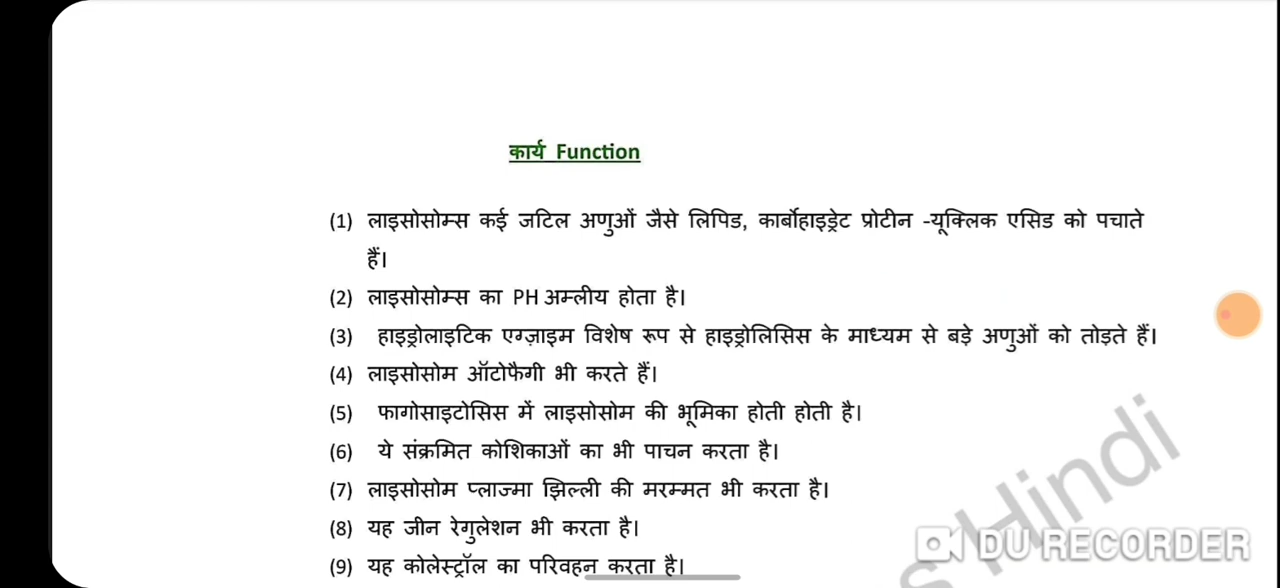 कार्य Function
(1) लाइसोसोम्स कई जटिल अणुओं जैसे लिपिड, कार्बोहाइड्रेट प्रोटीन -यूक्लिक एसिड को पचाते
हैं।
(2) लाइसोसोम्स का PH अम्लीय होता है।
(3) हाइड्रोलाइटिक एग्ज़ाइम विशेष रूप से हाइड्रोलिसिस के माध्यम से बड़े अणुओं को तोड़ते हैं।
(4) लाइसोसोम ऑटोफैगी भी करते हैं।
(5) फागोसाइटोसिस में लाइसोसोम की भूमिका होती होती है।
(6) ये संक्रमित कोशिकाओं का भी पाचन करता है।
(7) लाइसोसोम प्लाज्मा झिल्ली की मरम्मत भी करता है।
(8) यह जीन रेगुलेशन भी करता है।
(9) यह कोलेस्ट्रॉल का परिवहन करता है।
s Hindi
DU RECORDER